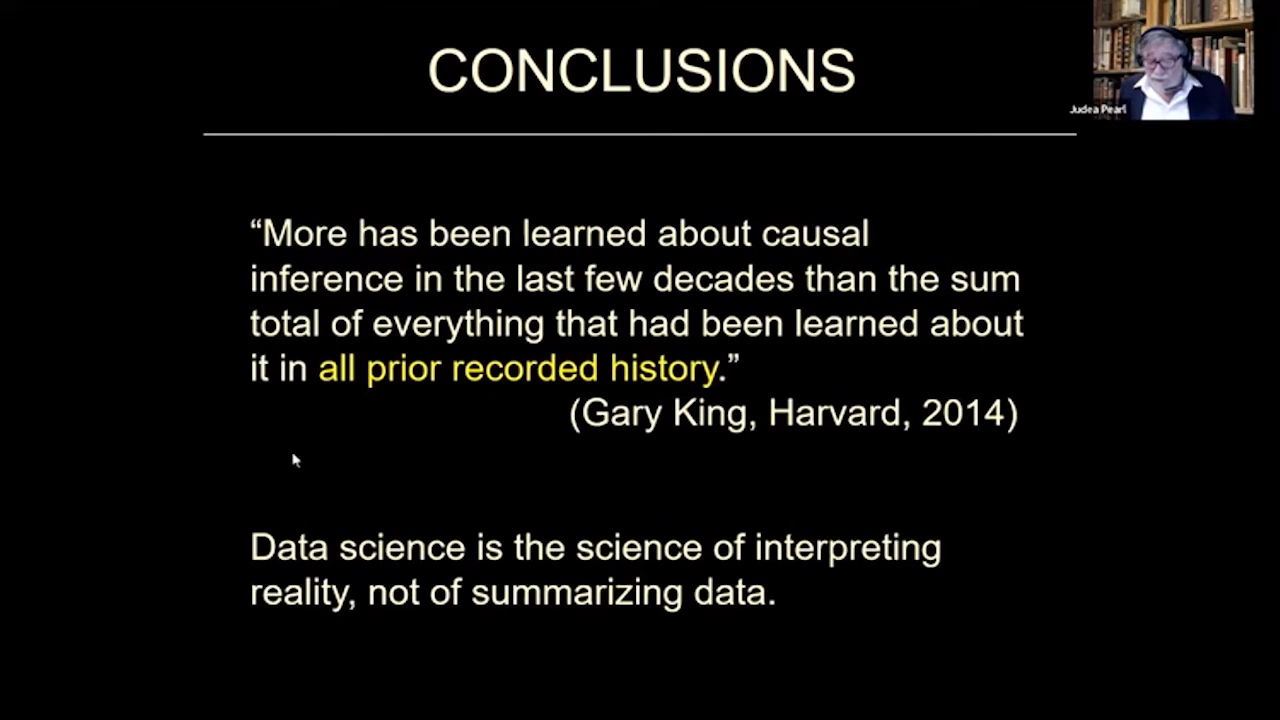 CONCLUSIONS
Judea Pearl
“More has been learned about causal
inference in the last few decades than the sum
total of everything that had been learned about
it in all prior recorded history.”
(Gary King, Harvard, 2014)
Data science is the science of interpreting
reality, not of summarizing data.